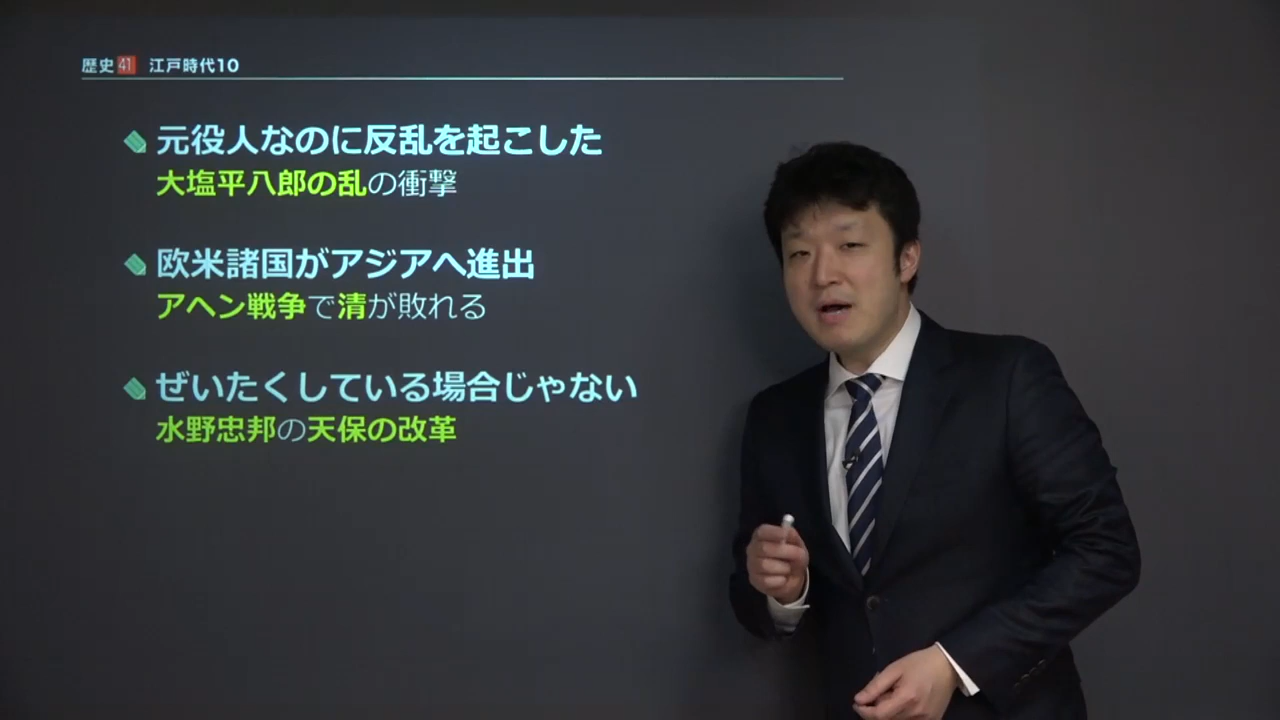 歴史41 江戸時代10
元役人なのに反乱を起こした
大塩平八郎の乱の衝撃
欧米諸国がアジアへ進出
アヘン戦争で清が敗れる
ぜいたくしている場合じゃない
水野忠邦の天保の改革